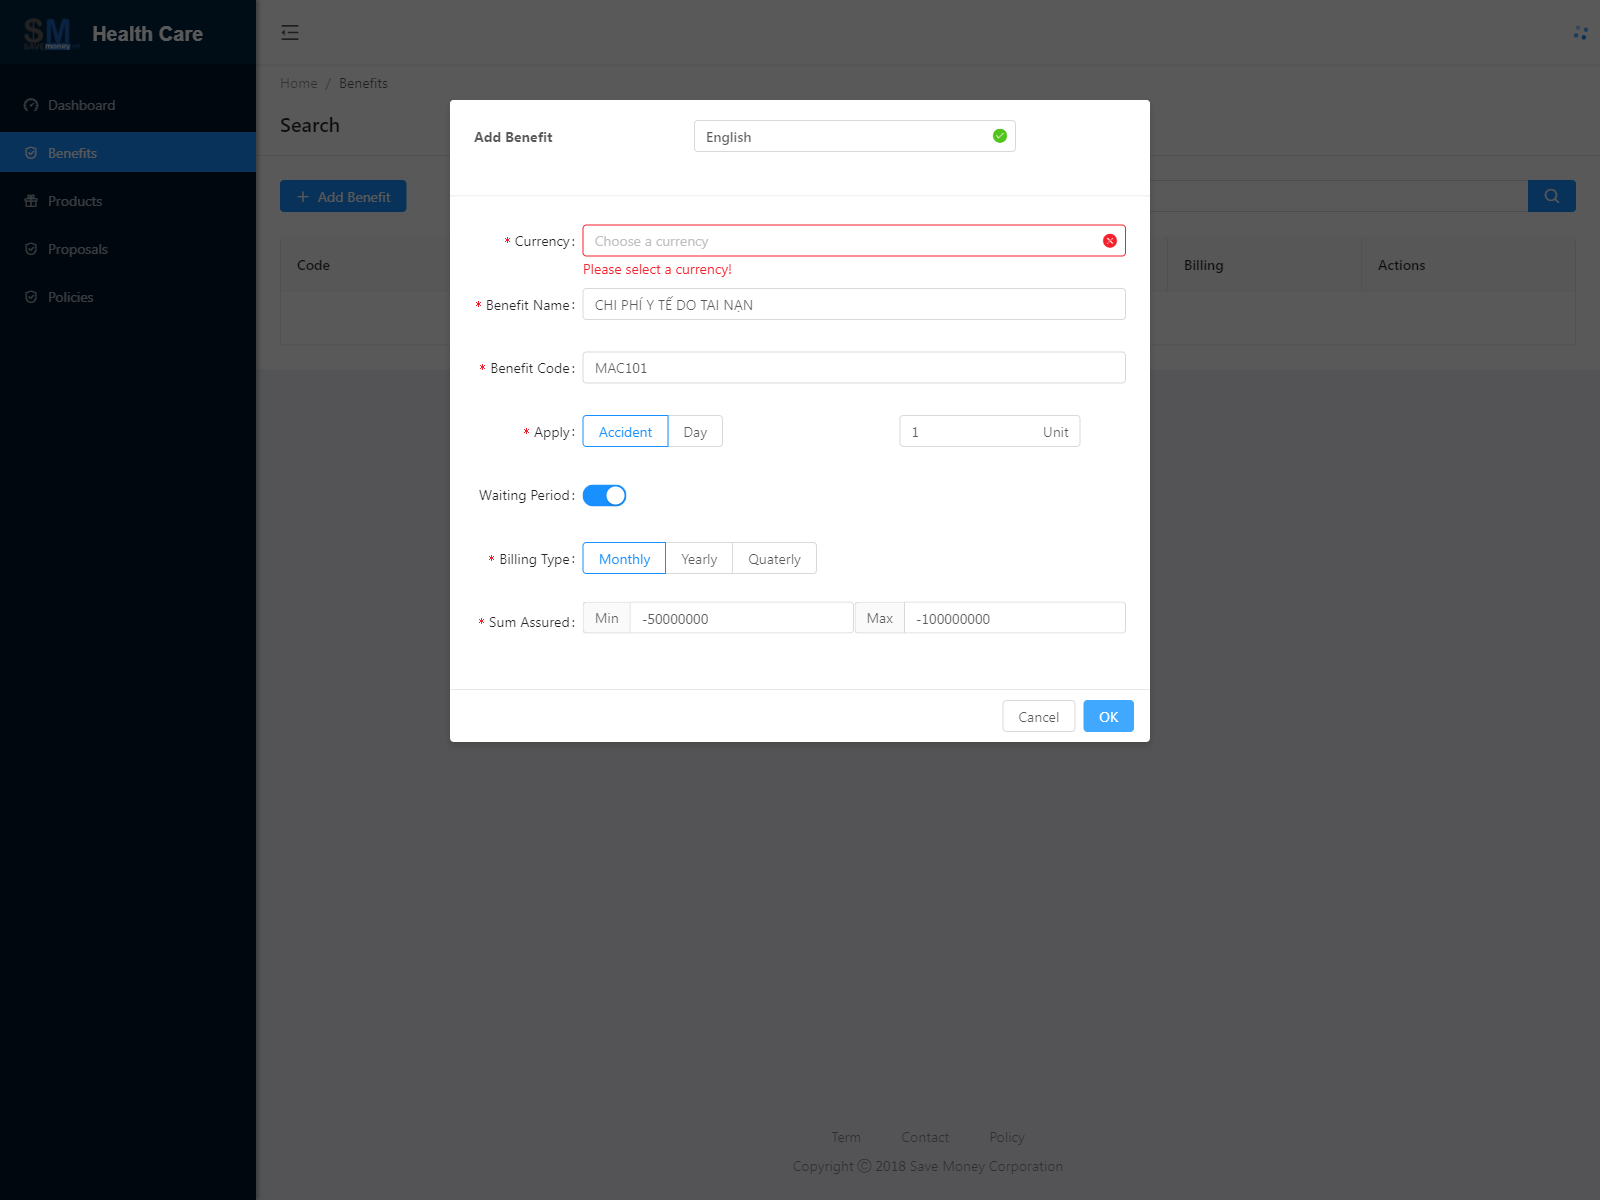 SM
SAVE money
Health Care
Dashboard
Benefits
Products
Proposals
Policies
Home / Benefits
Search
+ Add Benefit
Code
Billing
Actions
Add Benefit
English
* Currency:
Choose a currency
Please select a currency!
* Benefit Name:
CHI PHÍ Y TẾ DO TAI NẠN
* Benefit Code:
MAC101
* Apply:
Accident
Day
1
Unit
Waiting Period:
* Billing Type:
Monthly
Yearly
Quaterly
* Sum Assured:
Min
-50000000
Max
-100000000
Cancel
OK
Term
Contact
Policy
Copyright © 2018 Save Money Corporation